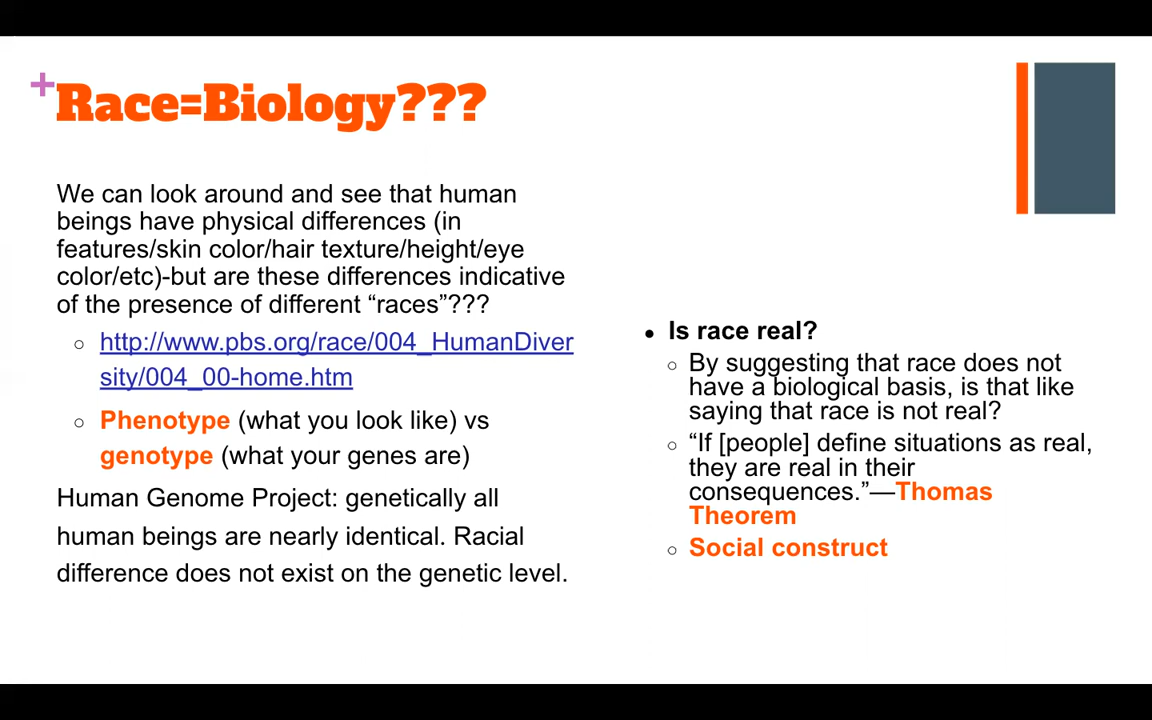 +
Race=Biology???
We can look around and see that human
beings have physical differences (in
features/skin color/hair texture/height/eye
color/etc)-but are these differences indicative
of the presence of different “races”???
○ http://www.pbs.org/race/004_HumanDiver
sity/004_00-home.htm
○ Phenotype (what you look like) vs
genotype (what your genes are)
Human Genome Project: genetically all
human beings are nearly identical. Racial
difference does not exist on the genetic level.
● Is race real?
○ By suggesting that race does not
have a biological basis, is that like
saying that race is not real?
○ “If [people] define situations as real,
they are real in their
consequences.”—Thomas
Theorem
○ Social construct